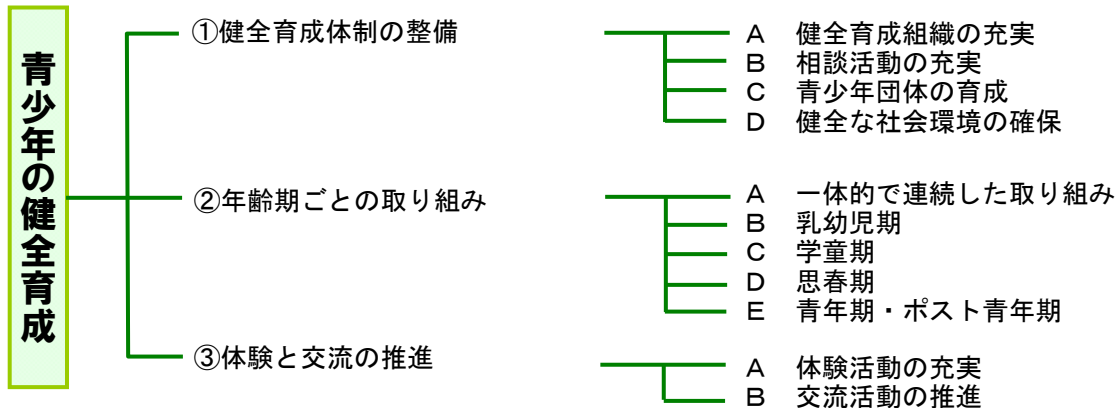 青少年の健全育成
①健全育成体制の整備
A 健全育成組織の充実
B 相談活動の充実
C 青少年団体の育成
D 健全な社会環境の確保
②年齢期ごとの取り組み
A 一体的で連続した取り組み
B 乳幼児期
C 学童期
D 思春期
E 青年期・ポスト青年期
③体験と交流の推進
A 体験活動の充実
B 交流活動の推進